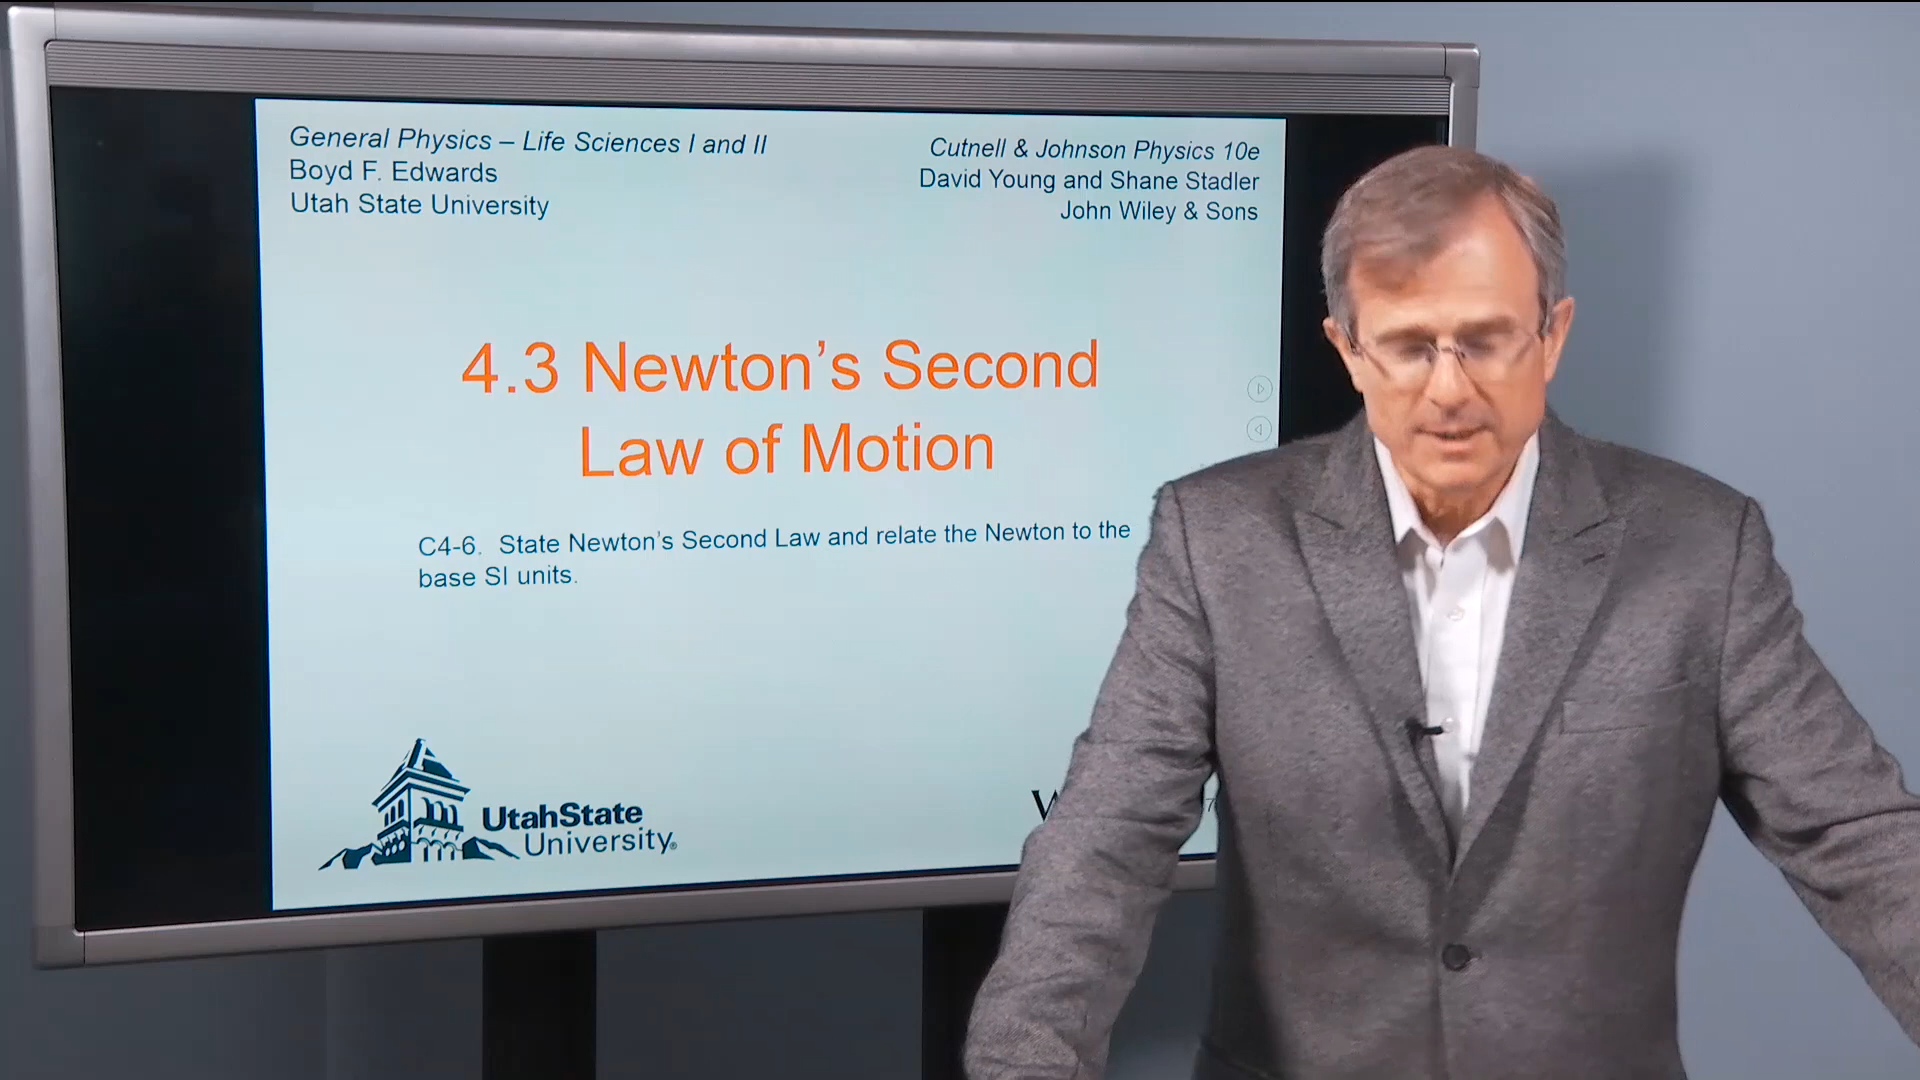 General Physics – Life Sciences I and II
Boyd F. Edwards
Utah State University
Cutnell & Johnson Physics 10e
David Young and Shane Stadler
John Wiley & Sons
4.3 Newton’s Second
Law of Motion
C4-6. State Newton’s Second Law and relate the Newton to the
base SI units.
UtahState
University®